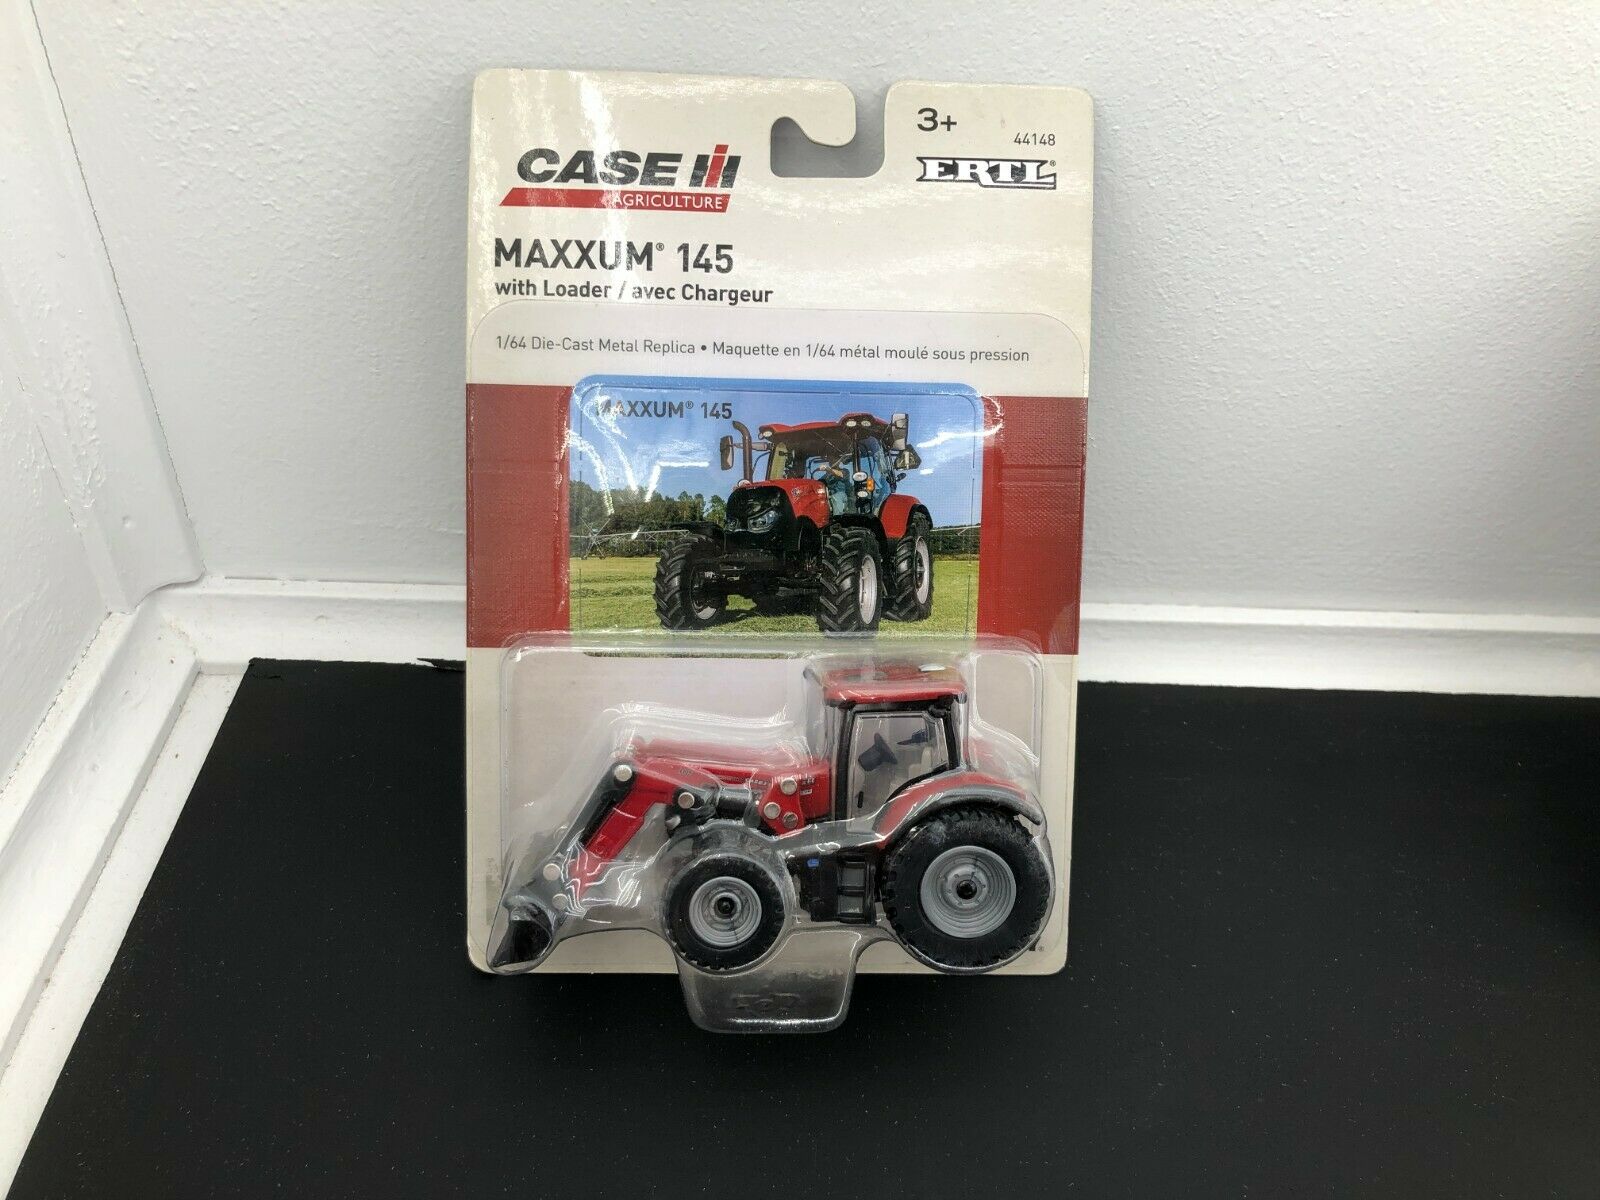 3+
44148
ERTL®
CASE IH
AGRICULTURE
MAXXUM® 145
with Loader / avec Chargeur
1/64 Die-Cast Metal Replica • Maquette en 1/64 métal moulé sous pression
MAXXUM® 145